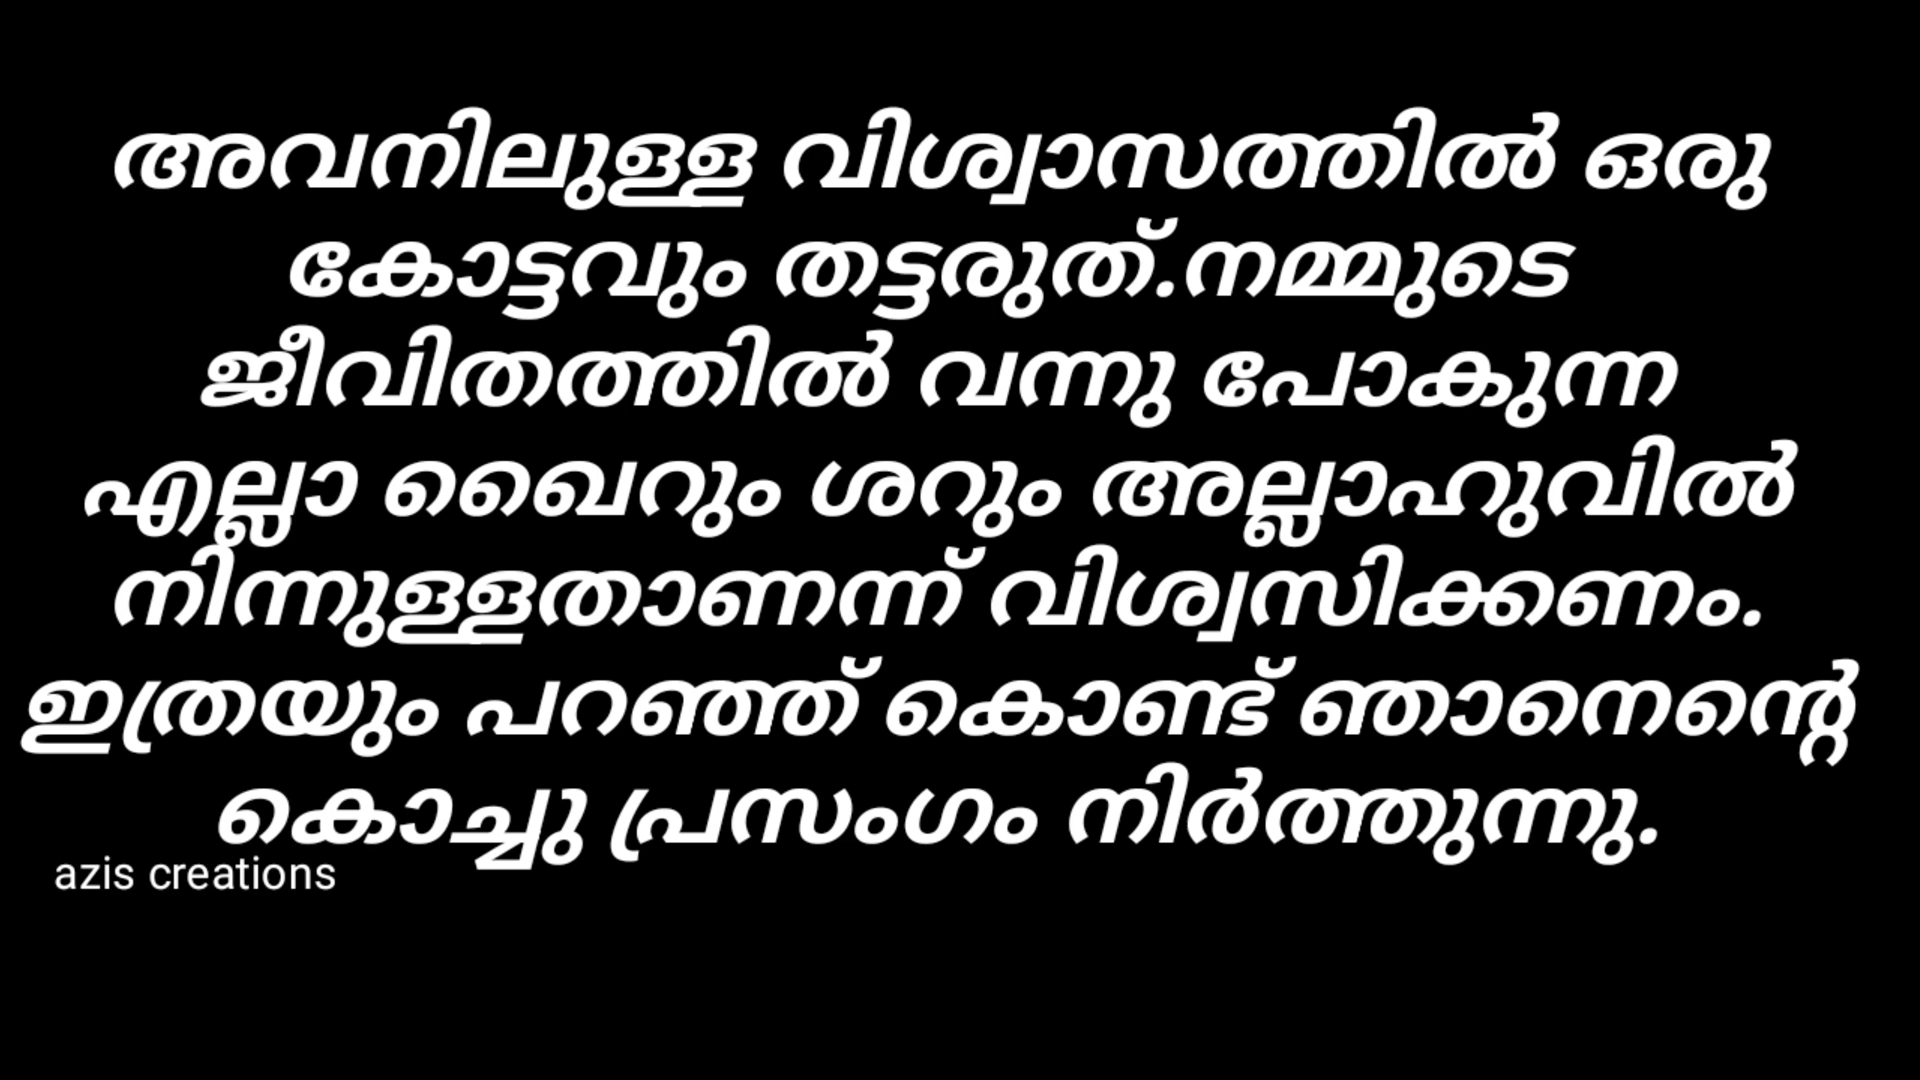 അവനിലുള്ള വിശ്വാസത്തിൽ ഒരു
കോട്ടവും തട്ടരുത്.നമ്മുടെ
ജീവിതത്തിൽ വന്നു പോകുന്ന
എല്ലാ ഖൈറും ശറും അല്ലാഹുവിൽ
നിന്നുള്ളതാണന്ന് വിശ്വസിക്കണം.
ഇത്രയും പറഞ്ഞ് കൊണ്ട് ഞാനെന്റേ
കൊച്ചു പ്രസംഗം നിർത്തുന്നു.
azis creations